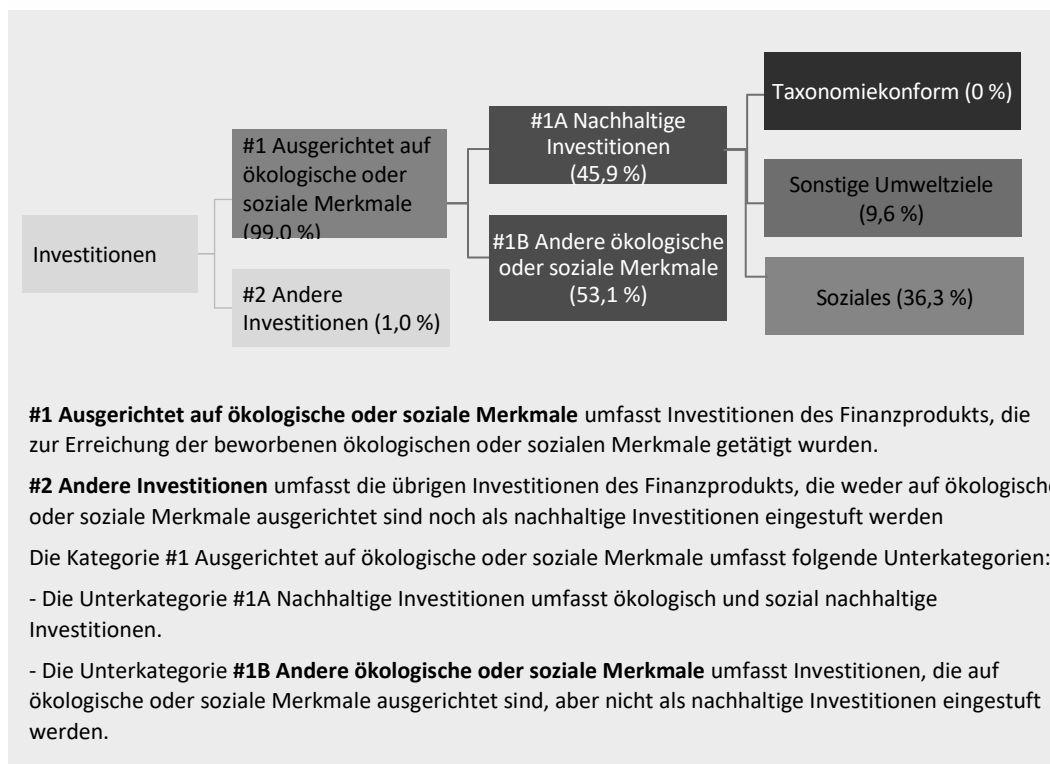 Investitionen
#1 Ausgerichtet auf
ökologische oder
soziale Merkmale
(99,0 %)
#2 Andere
Investitionen (1,0 %)
#1A Nachhaltige
Investitionen
(45,9 %)
#1B Andere ökologische
oder soziale Merkmale
(53,1 %)
Taxonomiekonform (0 %)
Sonstige Umweltziele
(9,6 %)
Soziales (36,3 %)
#1 Ausgerichtet auf ökologische oder soziale Merkmale umfasst Investitionen des Finanzprodukts, die
zur Erreichung der beworbenen ökologischen oder sozialen Merkmale getätigt wurden.
#2 Andere Investitionen umfasst die übrigen Investitionen des Finanzprodukts, die weder auf ökologische
oder soziale Merkmale ausgerichtet sind noch als nachhaltige Investitionen eingestuft werden
Die Kategorie #1 Ausgerichtet auf ökologische oder soziale Merkmale umfasst folgende Unterkategorien:
- Die Unterkategorie #1A Nachhaltige Investitionen umfasst ökologisch und sozial nachhaltige
Investitionen.
- Die Unterkategorie #1B Andere ökologische oder soziale Merkmale umfasst Investitionen, die auf
ökologische oder soziale Merkmale ausgerichtet sind, aber nicht als nachhaltige Investitionen eingestuft
werden.